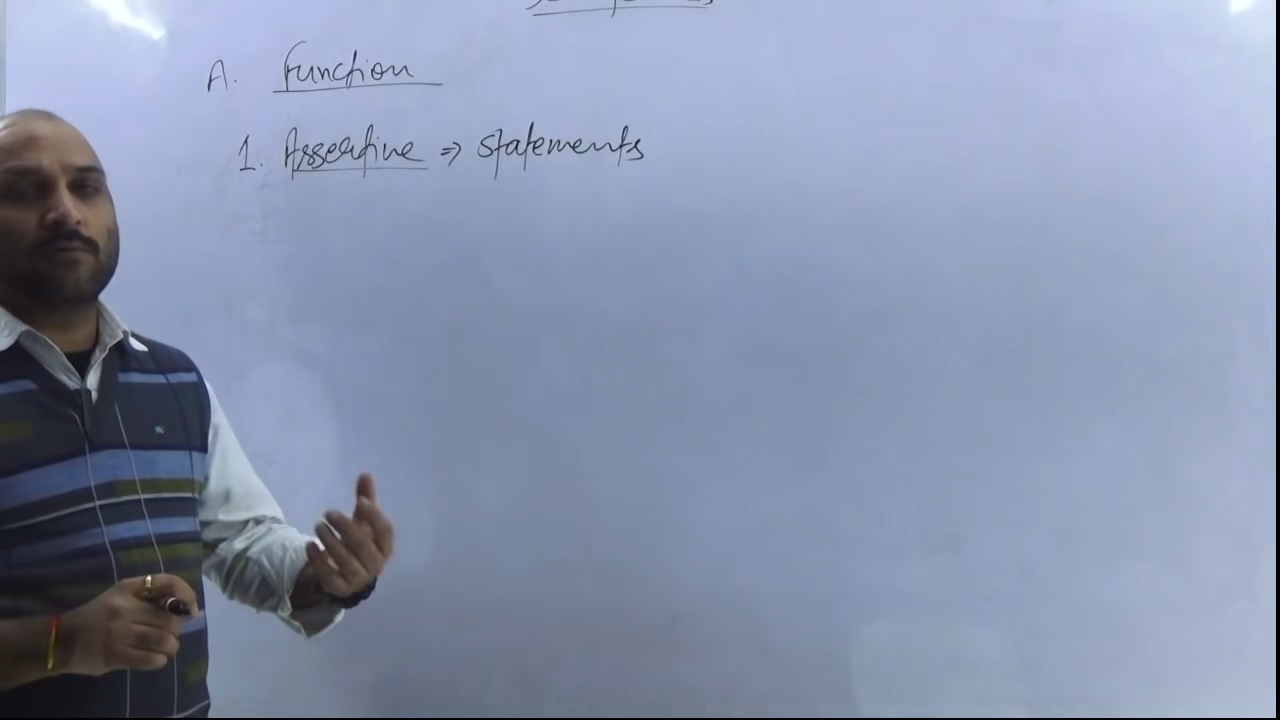 A. Function
1. Assertive ⇒ statements